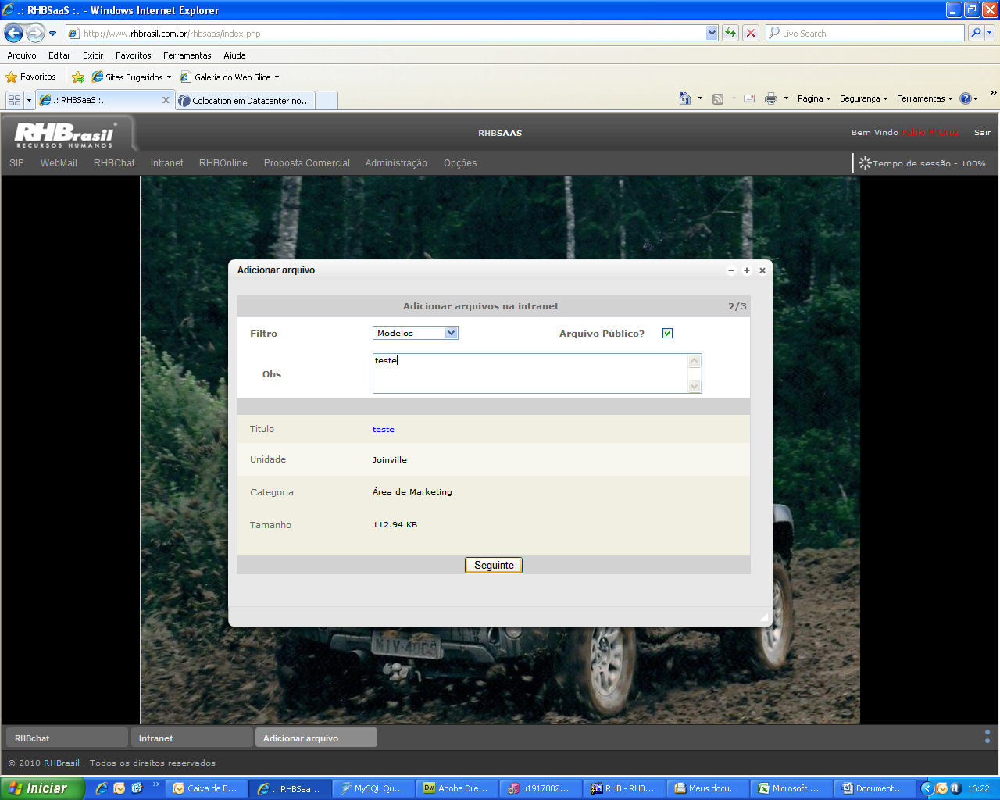 .: RHBSaaS :. - Windows Internet Explorer
http://www.rhbrasil.com.br/rhbsaas/index.php
Live Search
Arquivo Editar Exibir Favoritos Ferramentas Ajuda
Favoritos Sites Sugeridos Galeria do Web Slice
.: RHBSaaS :. Colocation em Datacenter no... Página Segurança Ferramentas
RHBrasil
RECURSOS HUMANOS
RHBSAAS
Bem Vindo Fabio H Cruz Sair
SIP WebMail RHBChat Intranet RHBOnline Proposta Comercial Administração Opções Tempo de sessão - 100%
Adicionar arquivo
Adicionar arquivos na intranet 2/3
Filtro Modelos Arquivo Público?
Obs teste
Titulo teste
Unidade Joinville
Categoria Área de Marketing
Tamanho 112.94 KB
Seguinte
RHBchat Intranet Adicionar arquivo
© 2010 RHBrasil - Todos os direitos reservados
Iniciar Caixa de E... .: RHBSaa... MySQL Qu... Adobe Dre... u1917002... RHB - RHB... Meus docu... Microsoft ... Document... 16:22